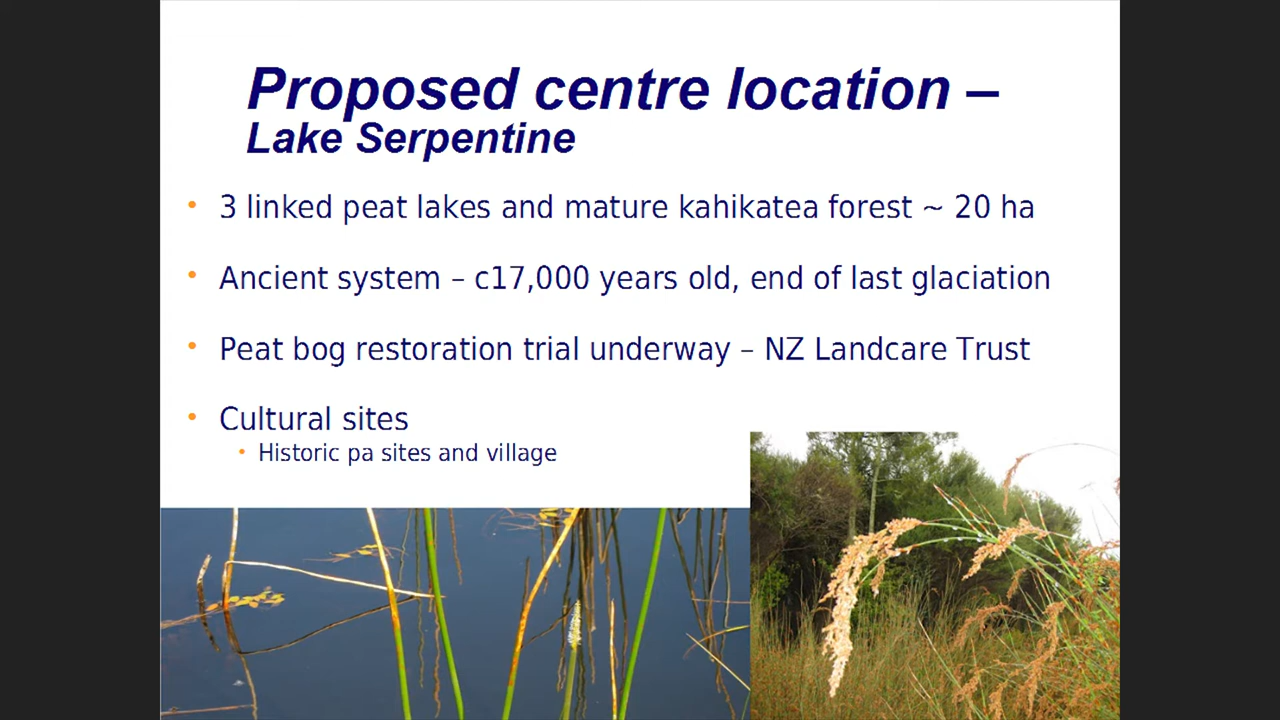 Proposed centre location –
Lake Serpentine
• 3 linked peat lakes and mature kahikatea forest ~ 20 ha
• Ancient system – c17,000 years old, end of last glaciation
• Peat bog restoration trial underway – NZ Landcare Trust
• Cultural sites
• Historic pa sites and village